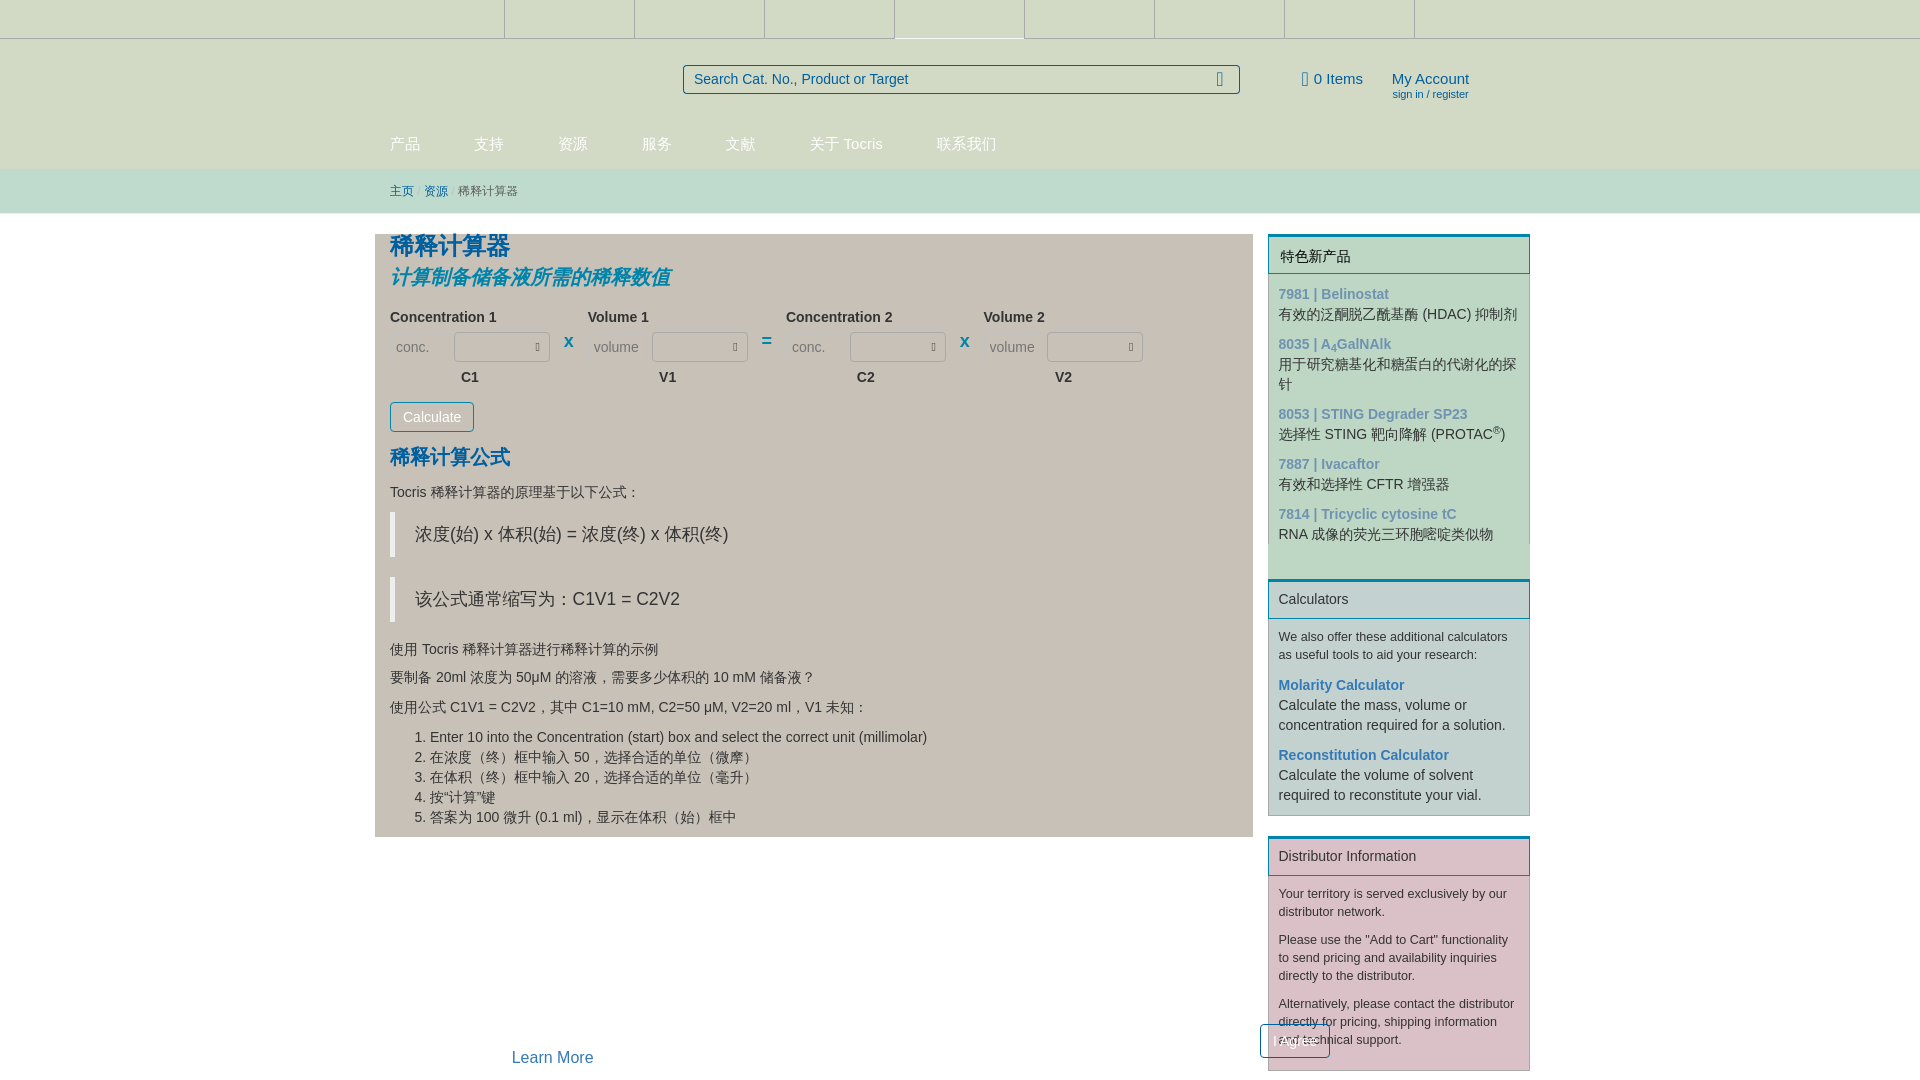 Search Cat. No., Product or Target
0 Items
My Account
sign in / register
产品 支持 资源 服务 文献 关于 Tocris 联系我们
主页 / 资源 / 稀释计算器
稀释计算器
计算制备储备液所需的稀释数值
Concentration 1 Volume 1 Concentration 2 Volume 2
conc. x volume = conc. x volume
C1 V1 C2 V2
Calculate
稀释计算公式
Tocris 稀释计算器的原理基于以下公式：
浓度(始) x 体积(始) = 浓度(终) x 体积(终)
该公式通常缩写为：C1V1 = C2V2
使用 Tocris 稀释计算器进行稀释计算的示例
要制备 20ml 浓度为 50μM 的溶液，需要多少体积的 10 mM 储备液？
使用公式 C1V1 = C2V2，其中 C1=10 mM, C2=50 μM, V2=20 ml，V1 未知：
1. Enter 10 into the Concentration (start) box and select the correct unit (millimolar)
2. 在浓度（终）框中输入 50，选择合适的单位（微摩）
3. 在体积（终）框中输入 20，选择合适的单位（毫升）
4. 按“计算”键
5. 答案为 100 微升 (0.1 ml)，显示在体积（始）框中
特色新产品
7981 | Belinostat
有效的泛酮脱乙酰基酶 (HDAC) 抑制剂
8035 | A4GalNAlk
用于研究糖基化和糖蛋白的代谢化的探
针
8053 | STING Degrader SP23
选择性 STING 靶向降解 (PROTAC®)
7887 | Ivacaftor
有效和选择性 CFTR 增强器
7814 | Tricyclic cytosine tC
RNA 成像的荧光三环胞嘧啶类似物
Calculators
We also offer these additional calculators
as useful tools to aid your research:
Molarity Calculator
Calculate the mass, volume or
concentration required for a solution.
Reconstitution Calculator
Calculate the volume of solvent
required to reconstitute your vial.
Distributor Information
Your territory is served exclusively by our
distributor network.
Please use the "Add to Cart" functionality
to send pricing and availability inquiries
directly to the distributor.
Alternatively, please contact the distributor
directly for pricing, shipping information
and technical support.
I Agree
Learn More